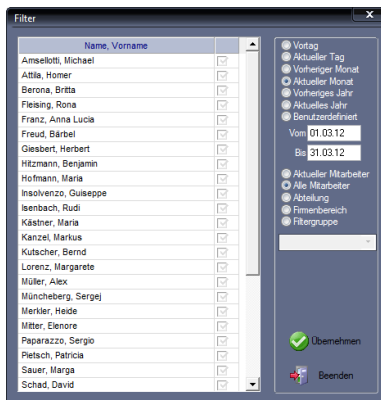 Filter
Name, Vorname
Amsellotti, Michael
Attila, Homer
Berona, Britta
Fleising, Rona
Franz, Anna Lucia
Freud, Bärbel
Giesbert, Herbert
Hitzmann, Benjamin
Hofmann, Maria
Insolvenzo, Guiseppe
Isenbach, Rudi
Kästner, Maria
Kanzel, Markus
Kutscher, Bernd
Lorenz, Margarete
Müller, Alex
Müncheberg, Sergej
Merkler, Heide
Mitter, Elenore
Paparazzo, Sergio
Pietsch, Patricia
Sauer, Marga
Schad, David
Vortag
Aktueller Tag
Vorheriger Monat
Aktueller Monat
Vorheriges Jahr
Aktuelles Jahr
Benutzerdefiniert
Vom 01.03.12
Bis 31.03.12
Aktueller Mitarbeiter
Alle Mitarbeiter
Abteilung
Firmenbereich
Filtergruppe
Übernehmen
Beenden